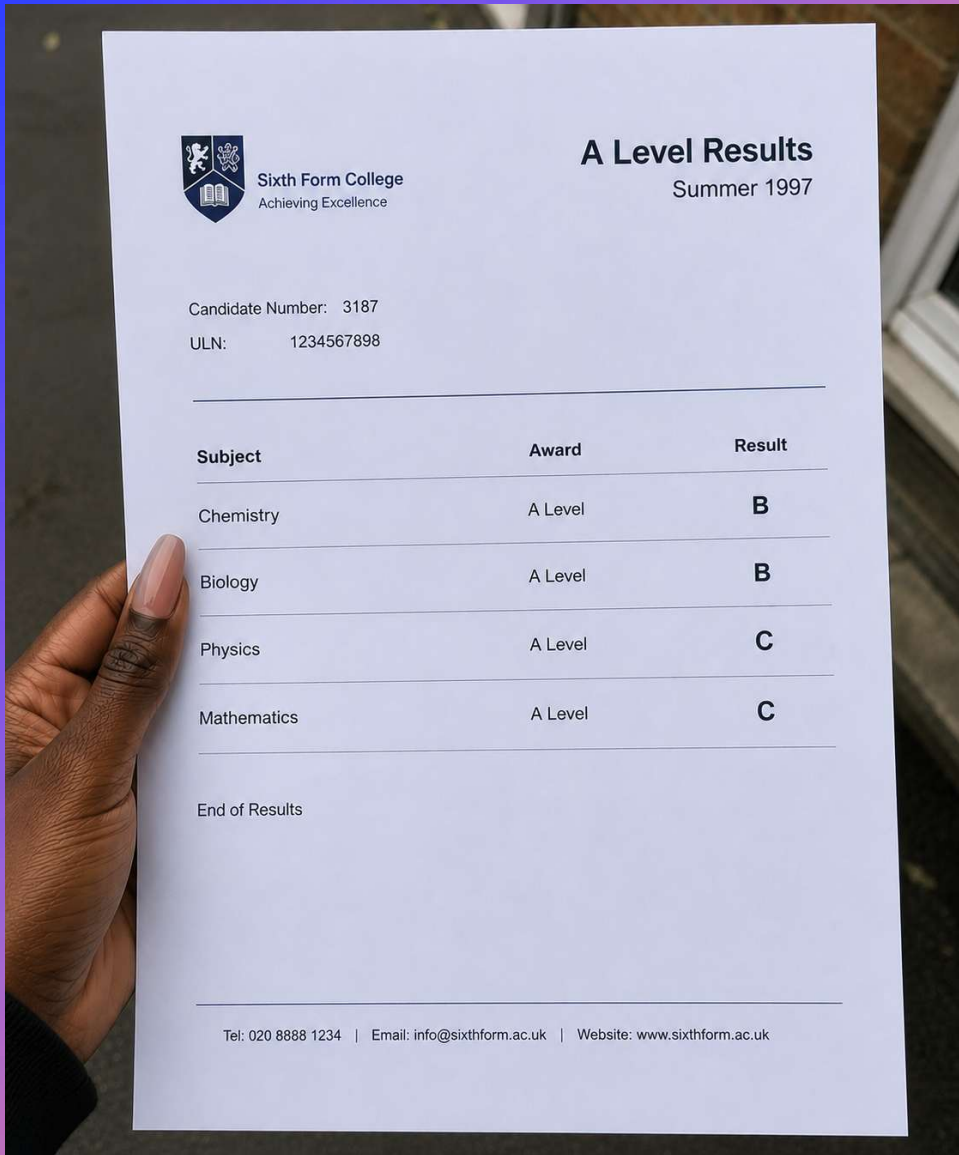 Sixth Form College
Achieving Excellence
A Level Results
Summer 1997
Candidate Number: 3187
ULN: 1234567898
Subject Award Result
Chemistry A Level B
Biology A Level B
Physics A Level C
Mathematics A Level C
End of Results
Tel: 020 8888 1234 | Email: info@sixthform.ac.uk | Website: www.sixthform.ac.uk